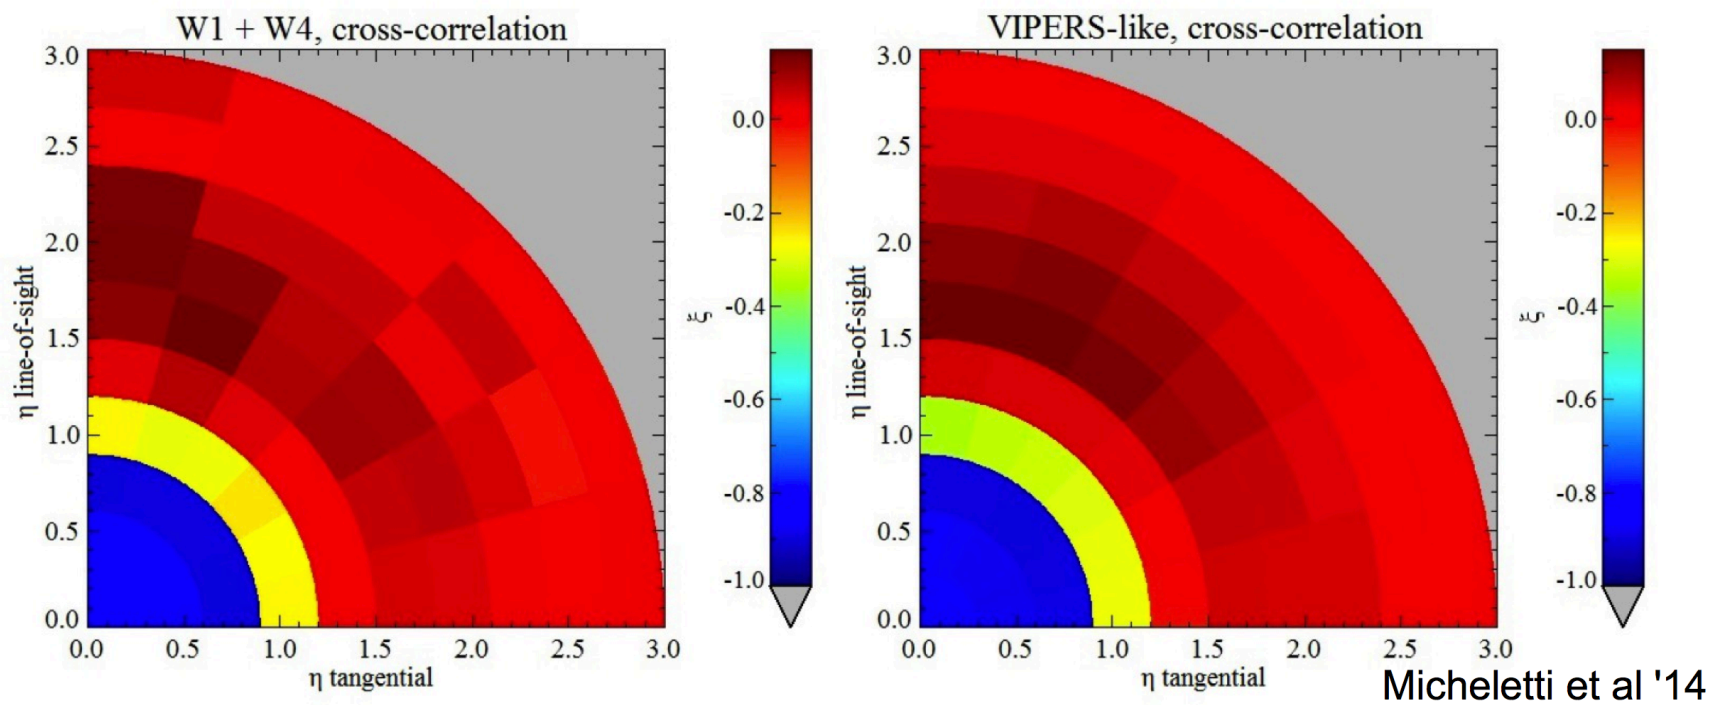 W1 + W4, cross-correlation
3.0
2.5
2.0
1.5
1.0
0.5
0.0
η line-of-sight
0.0 0.5 1.0 1.5 2.0 2.5 3.0
η tangential
0.0
-0.2
-0.4
-0.6
-0.8
-1.0
ξ
VIPERS-like, cross-correlation
3.0
2.5
2.0
1.5
1.0
0.5
0.0
η line-of-sight
0.0 0.5 1.0 1.5 2.0 2.5 3.0
η tangential
0.0
-0.2
-0.4
-0.6
-0.8
-1.0
ξ
Micheletti et al '14